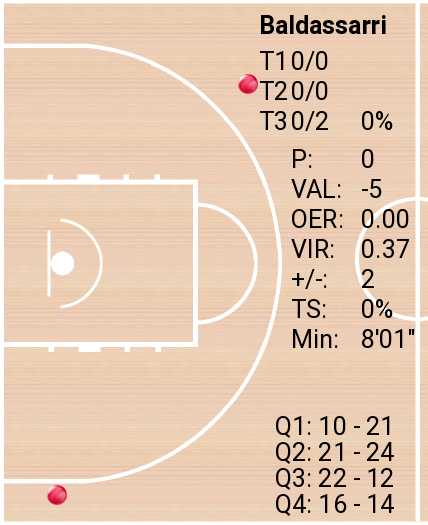 Baldassarri
T1 0/0
T2 0/0
T3 0/2 0%
P: 0
VAL: -5
OER: 0.00
VIR: 0.37
+/-: 2
TS: 0%
Min: 8'01"
Q1: 10 - 21
Q2: 21 - 24
Q3: 22 - 12
Q4: 16 - 14